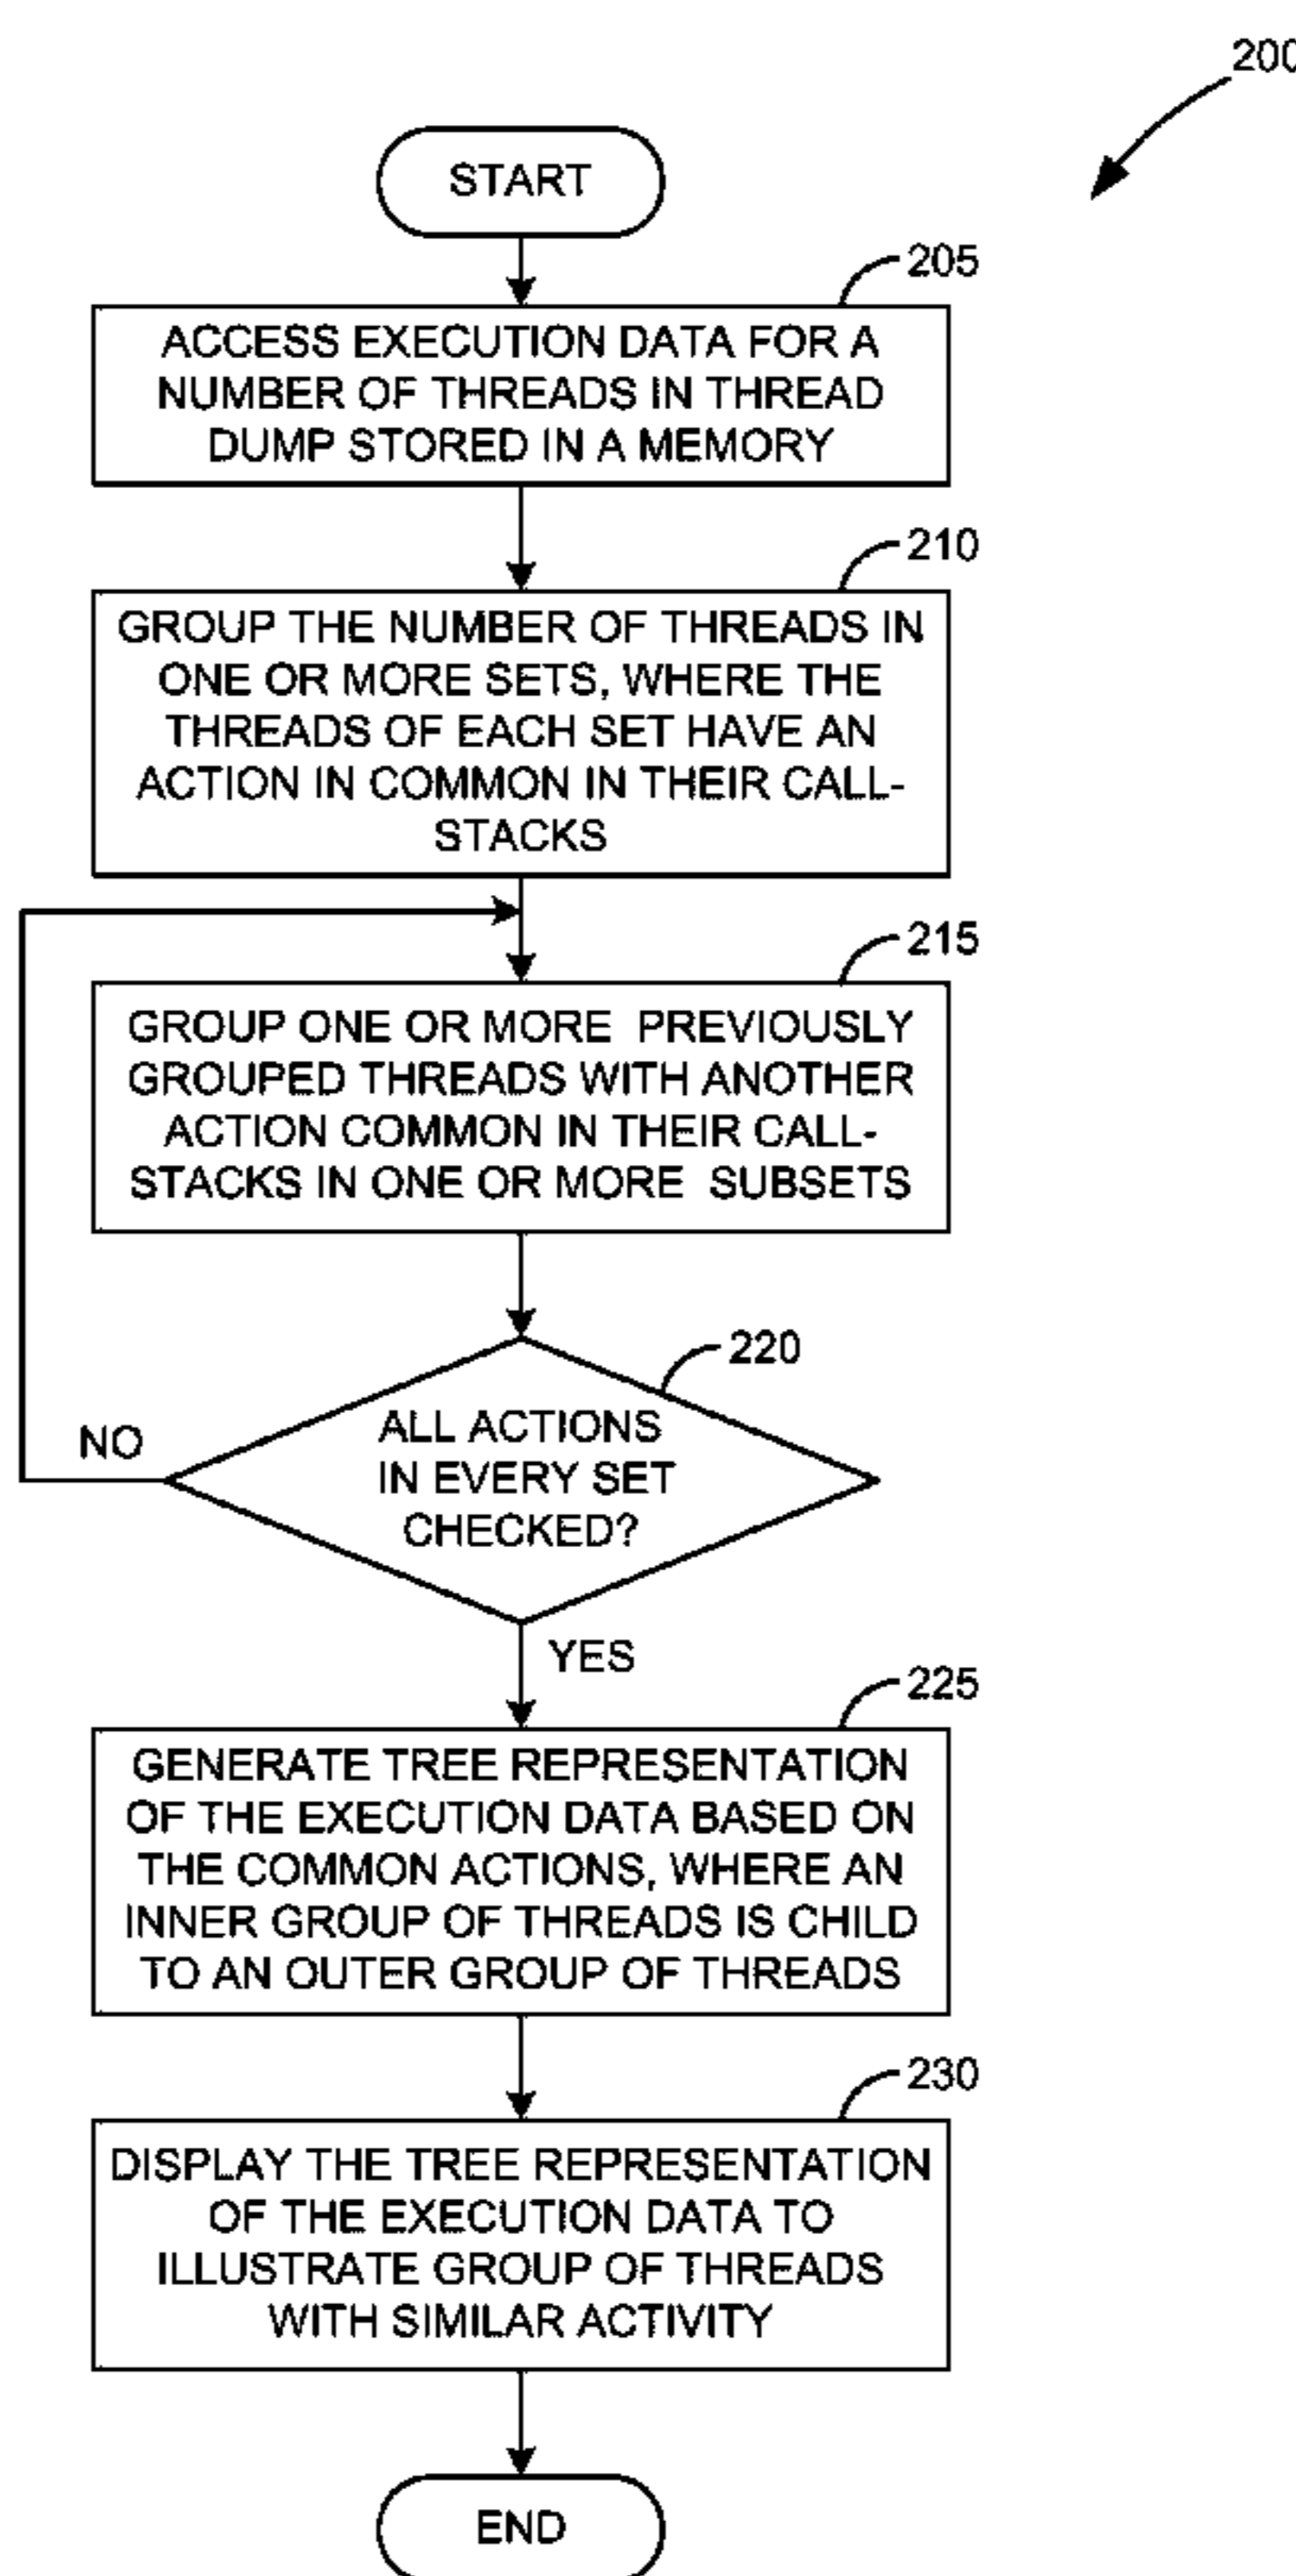 200
START
205
ACCESS EXECUTION DATA FOR A
NUMBER OF THREADS IN THREAD
DUMP STORED IN A MEMORY
210
GROUP THE NUMBER OF THREADS IN
ONE OR MORE SETS, WHERE THE
THREADS OF EACH SET HAVE AN
ACTION IN COMMON IN THEIR CALL-
STACKS
215
GROUP ONE OR MORE PREVIOUSLY
GROUPED THREADS WITH ANOTHER
ACTION COMMON IN THEIR CALL-
STACKS IN ONE OR MORE SUBSETS
220
ALL ACTIONS
IN EVERY SET
CHECKED?
NO
YES
225
GENERATE TREE REPRESENTATION
OF THE EXECUTION DATA BASED ON
THE COMMON ACTIONS, WHERE AN
INNER GROUP OF THREADS IS CHILD
TO AN OUTER GROUP OF THREADS
230
DISPLAY THE TREE REPRESENTATION
OF THE EXECUTION DATA TO
ILLUSTRATE GROUP OF THREADS
WITH SIMILAR ACTIVITY
END